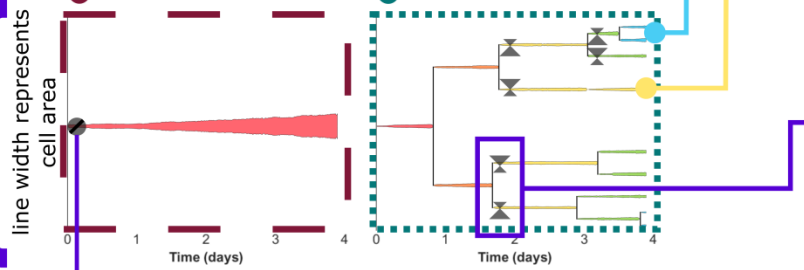 line width represents
cell area
0 1 2 3 4
Time (days)
0 1 2 3 4
Time (days)